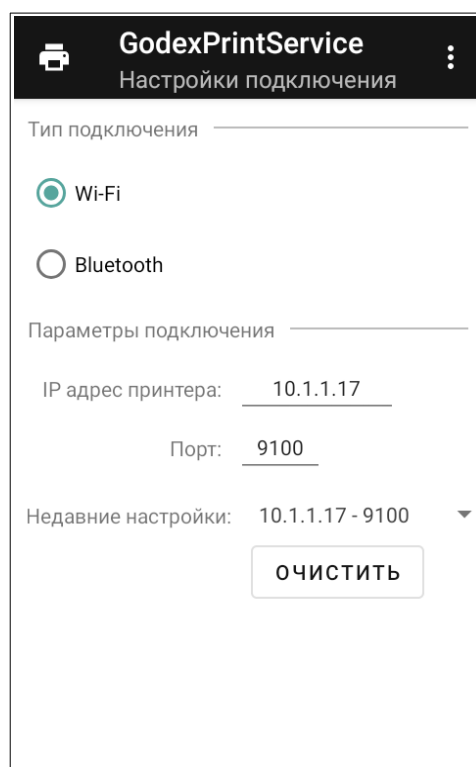 GodexPrintService
Настройки подключения
Тип подключения
Wi-Fi
Bluetooth
Параметры подключения
IP адрес принтера: 10.1.1.17
Порт: 9100
Недавние настройки: 10.1.1.17 - 9100
ОЧИСТИТЬ